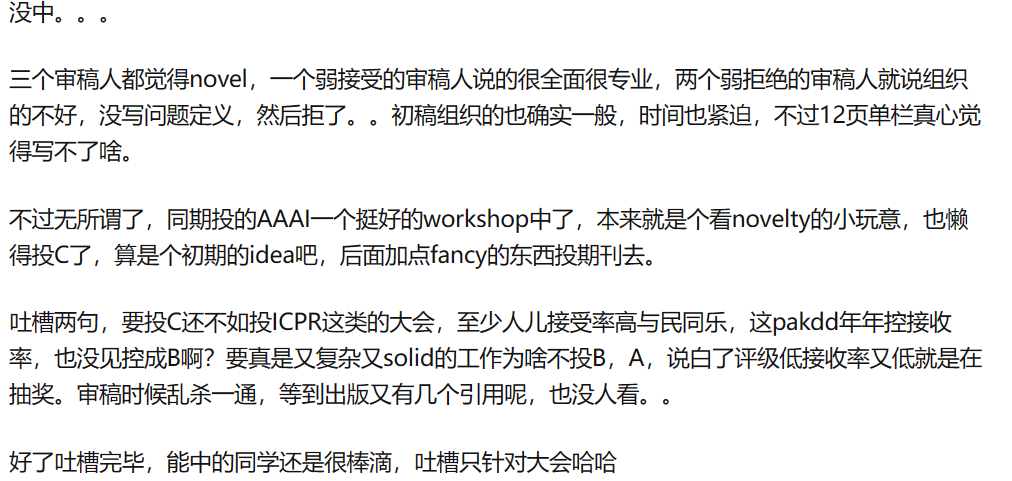 没中。。。
三个审稿人都觉得novel，一个弱接受的审稿人说的很全面很专业，两个弱拒绝的审稿人就说组织
的不好，没写问题定义，然后拒了。。初稿组织的也确实一般，时间也紧迫，不过12页单栏真心觉
得写不了啥。
不过无所谓了，同期投的AAAI一个挺好的workshop中了，本来就是个看novelty的小玩意，也懒
得投C了，算是个初期的idea吧，后面加点fancy的东西投期刊去。
吐槽两句，要投C还不如投ICPR这类的大会，至少人儿接受率高与民同乐，这pakdd年年控接收
率，也没见控成B啊？要真是又复杂又solid的工作为啥不投B，A，说白了评级低接收率又低就是在
抽奖。审稿时候乱杀一通，等到出版又有几个引用呢，也没人看。。
好了吐槽完毕，能中的同学还是很棒滴，吐槽只针对大会哈哈